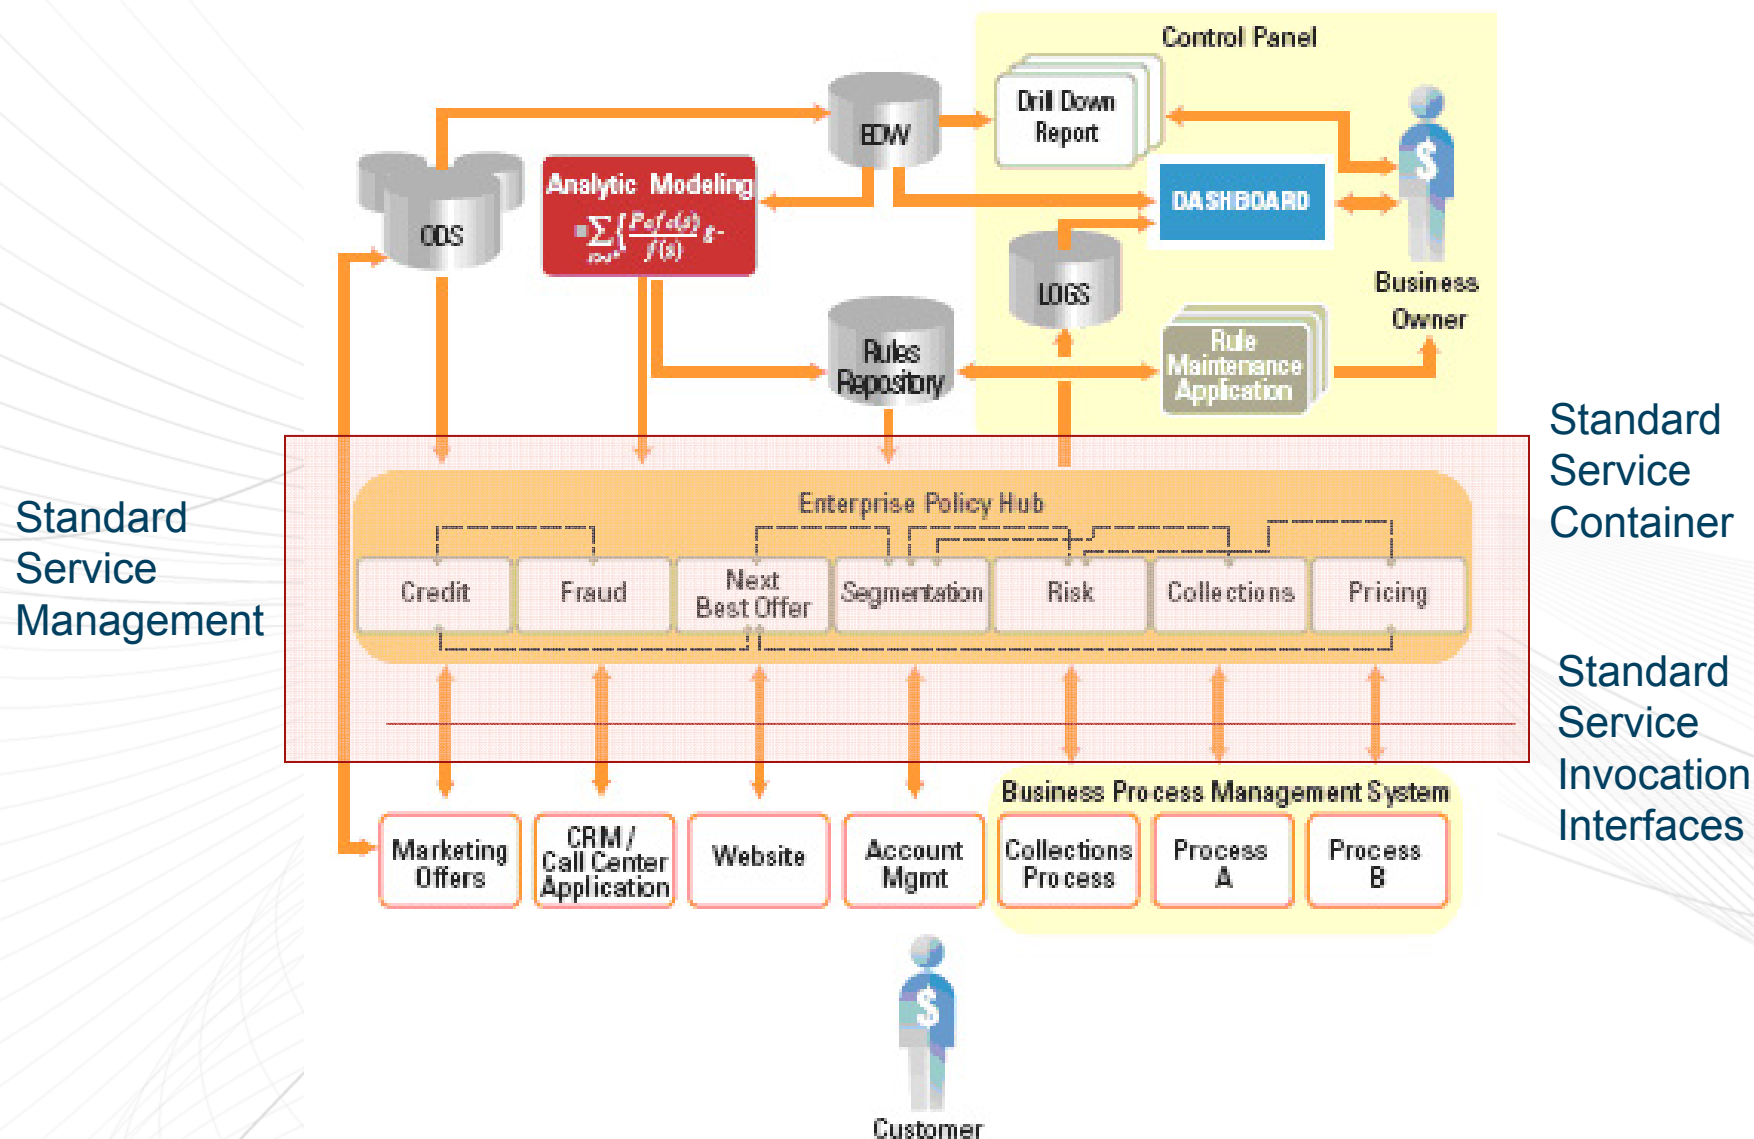 Control Panel
Drill Down
Report
EDW
Analytic Modeling
DASHBOARD
ODS
LOGS
Business
Owner
Rules
Repository
Rule
Maintenance
Application
Standard
Service
Container
Standard
Service
Management
Enterprise Policy Hub
Credit
Fraud
Next
Best Offer
Segmentation
Risk
Collections
Pricing
Standard
Service
Invocation
Interfaces
Business Process Management System
Marketing
Offers
CRM /
Call Center
Application
Website
Account
Mgmt
Collections
Process
Process
A
Process
B
$
$
Customer